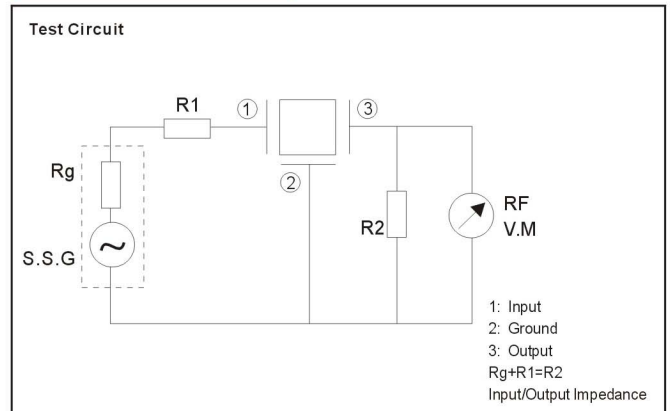 Test Circuit
R1
①
③
Rg
②
RF
V.M
R2
S.S.G
1: Input
2: Ground
3: Output
Rg+R1=R2
Input/Output Impedance